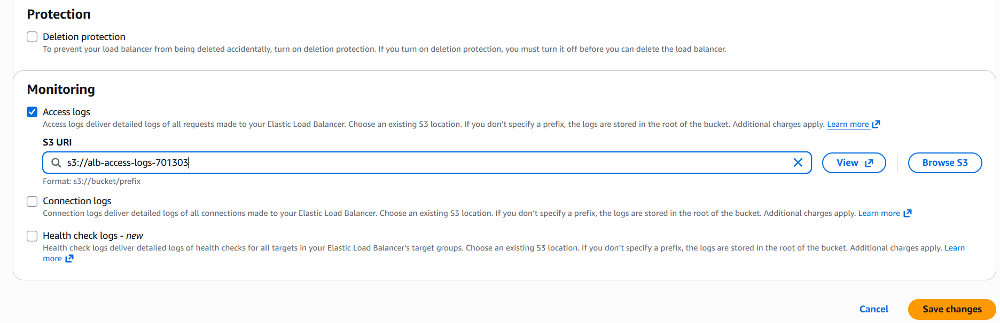 Protection
Deletion protection
To prevent your load balancer from being deleted accidentally, turn on deletion protection. If you turn on deletion protection, you must turn it off before you can delete the load balancer.
Monitoring
Access logs
Access logs deliver detailed logs of all requests made to your Elastic Load Balancer. Choose an existing S3 location. If you don’t specify a prefix, the logs are stored in the root of the bucket. Additional charges apply. Learn more
S3 URI
s3://alb-access-logs-701303
View
Browse S3
Format: s3://bucket/prefix
Connection logs
Connection logs deliver detailed logs of all connections made to your Elastic Load Balancer. Choose an existing S3 location. If you don’t specify a prefix, the logs are stored in the root of the bucket. Additional charges apply. Learn more
Health check logs - new
Health check logs deliver detailed logs of health checks for all targets in your Elastic Load Balancer's target groups. Choose an existing S3 location. If you don’t specify a prefix, the logs are stored in the root of the bucket. Additional charges apply. Learn
more
Cancel
Save changes